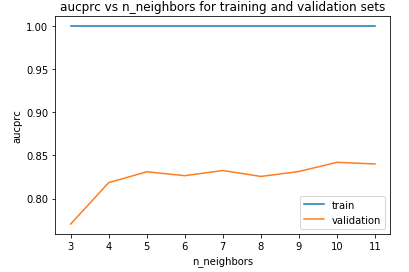 aucprc vs n_neighbors for training and validation sets
1.00
0.95
0.90
0.85
0.80
aucprc
train
validation
3 4 5 6 7 8 9 10 11
n_neighbors